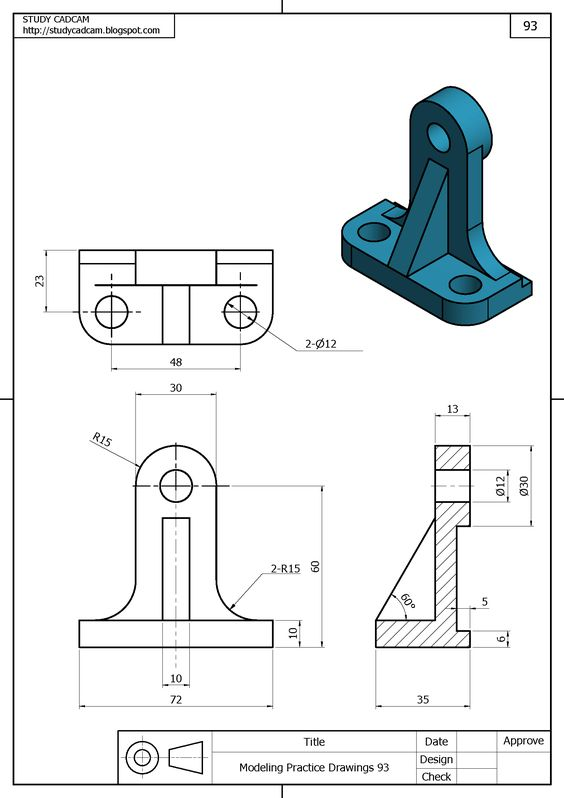 STUDY CADCAM
http://studycadcam.blogspot.com
93
23
2-Ø12
48
30
13
R15
Ø12
Ø30
2-R15
60
60°
5
10
6
10
72
35
Title
Date
Approve
Modeling Practice Drawings 93
Design
Check